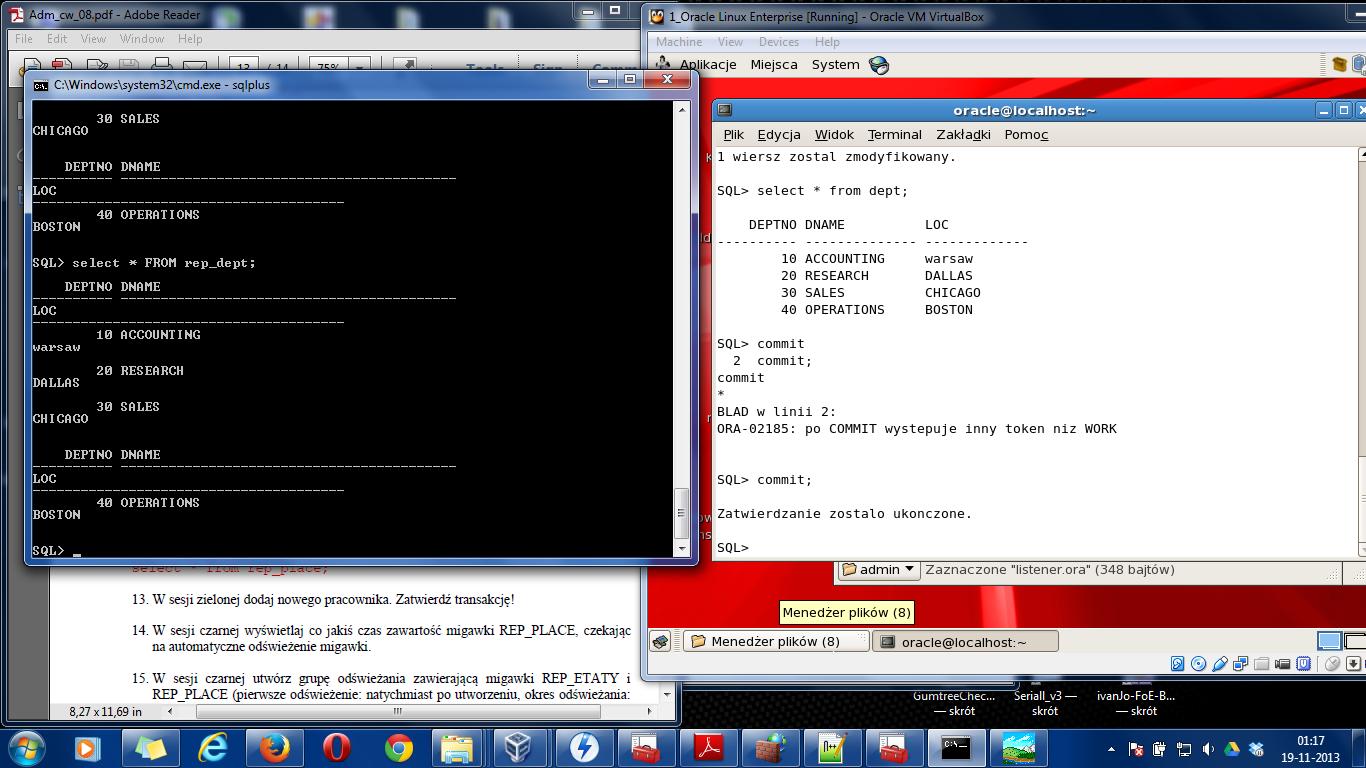 Adm_cw_08.pdf - Adobe Reader
File Edit View Window Help
13 / 14 75%
C:\Windows\system32\cmd.exe - sqlplus
30 SALES
CHICAGO
DEPTNO DNAME
LOC
40 OPERATIONS
BOSTON
SQL> select * FROM rep_dept;
DEPTNO DNAME
LOC
10 ACCOUNTING
warsaw
20 RESEARCH
DALLAS
30 SALES
CHICAGO
DEPTNO DNAME
LOC
40 OPERATIONS
BOSTON
SQL>
13. W sesji zielonej dodaj nowego pracownika. Zatwierdź transakcję!
14. W sesji czarnej wyświetlaj co jakiś czas zawartość migawki REP_PLACE, czekając
na automatyczne odświeżenie migawki.
15. W sesji czarnej utwórz grupę odświeżania zawierającą migawki REP_ETATY i
REP_PLACE (pierwsze odświeżenie: natychmiast po utworzeniu, okres odświeżania:
8,27 x 11,69 in
1_Oracle Linux Enterprise [Running] - Oracle VM VirtualBox
Machine View Devices Help
Aplikacje Miejsca System
oracle@localhost:~
Plik Edycja Widok Terminal Zakładki Pomoc
1 wiersz zostal zmodyfikowany.
SQL> select * from dept;
DEPTNO DNAME LOC
---------- -------------- -------------
10 ACCOUNTING warsaw
20 RESEARCH DALLAS
30 SALES CHICAGO
40 OPERATIONS BOSTON
SQL> commit
2 commit;
commit
*
BLAD w linii 2:
ORA-02185: po COMMIT wystepuje inny token niz WORK
SQL> commit;
Zatwierdzanie zostalo ukonczone.
SQL>
admin Zaznaczone "listener.ora" (348 bajtów)
Menedżer plików (8)
Menedżer plików (8) oracle@localhost:~
GumtreeChec... — skrót
Seriall_v3 — skrót
ivanJo-FoE-B... — skrót
01:17
19-11-2013